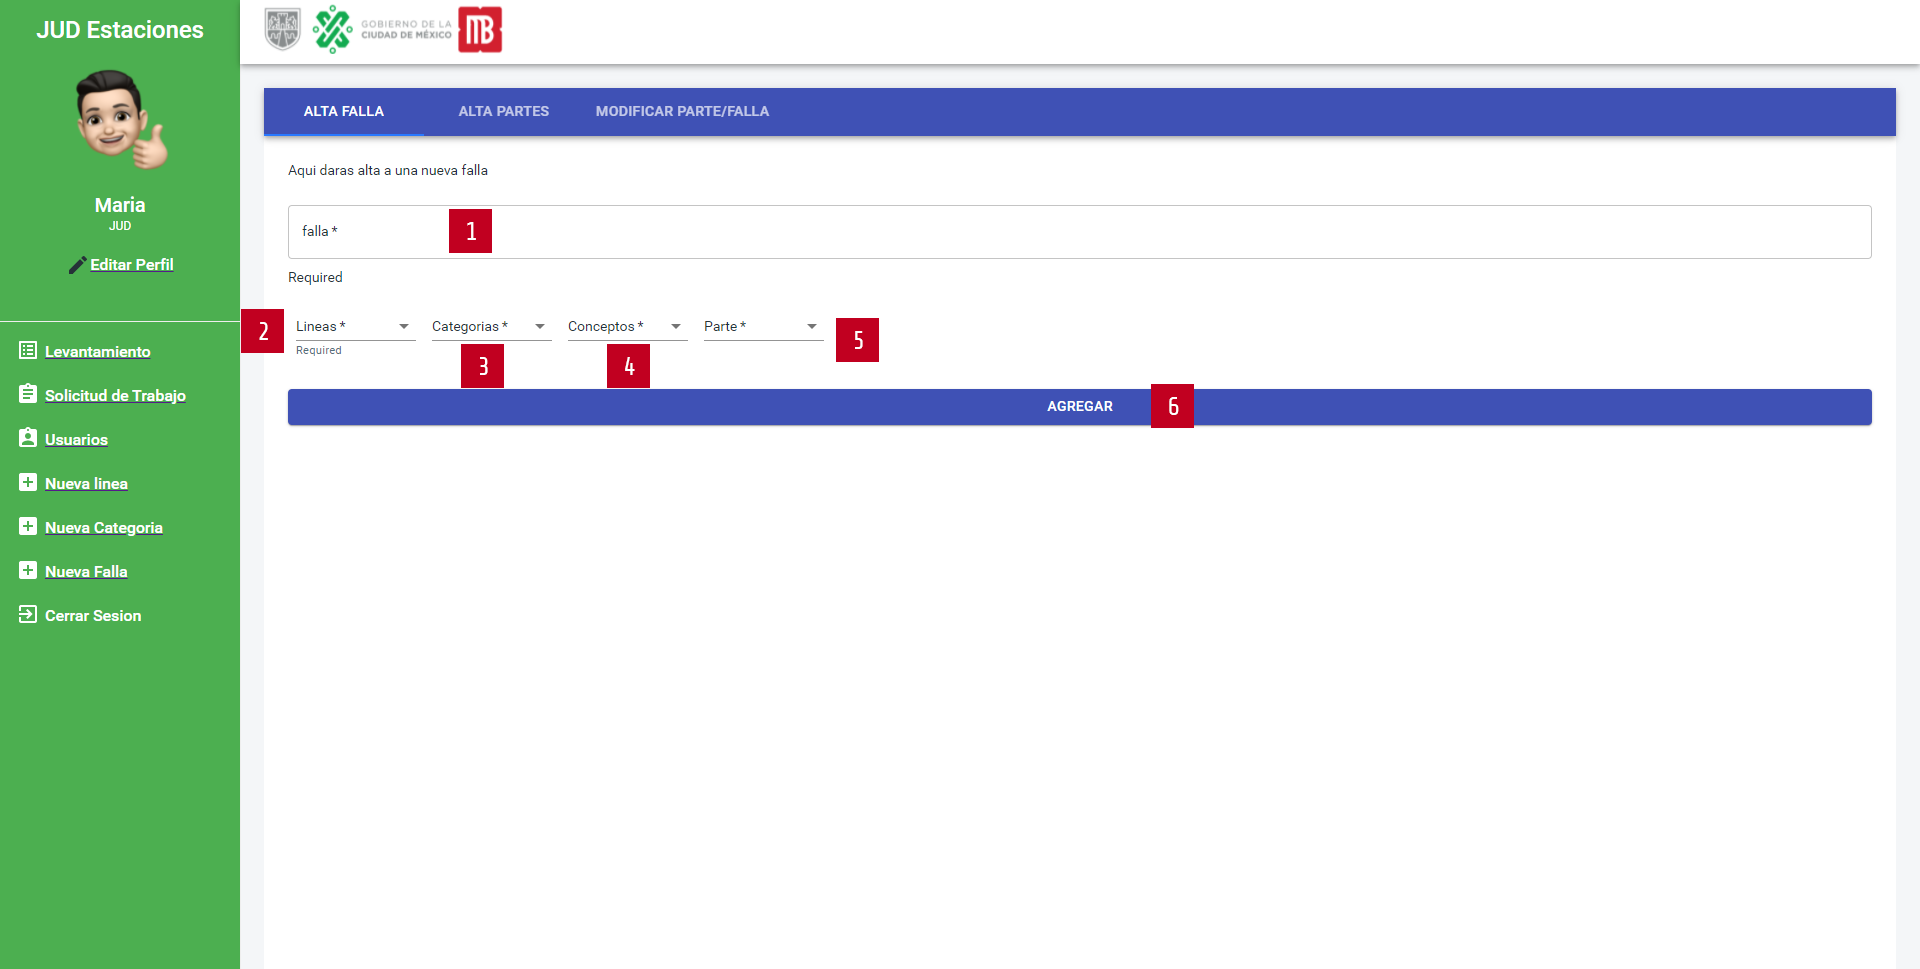 JUD Estaciones
Maria
JUD
Editar Perfil
Levantamiento
Solicitud de Trabajo
Usuarios
Nueva linea
Nueva Categoria
Nueva Falla
Cerrar Sesion
GOBIERNO DE LA
CIUDAD DE MÉXICO
MB
ALTA FALLA ALTA PARTES MODIFICAR PARTE/FALLA
Aqui daras alta a una nueva falla
falla * 1
Required
2 Lineas * Categorias * Conceptos * Parte * 5
Required
3 4
AGREGAR 6